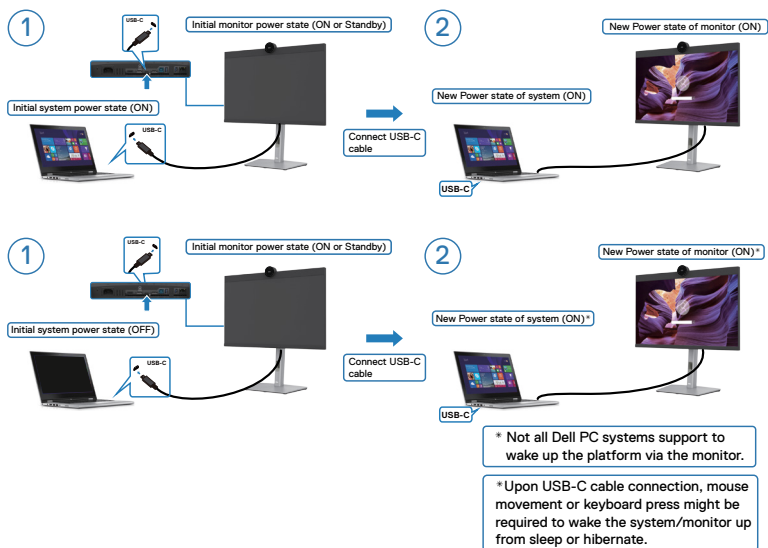 1
USB-C
Initial monitor power state (ON or Standby)
Initial system power state (ON)
USB-C
Connect USB-C
cable
2
New Power state of monitor (ON)
New Power state of system (ON)
USB-C
1
USB-C
Initial monitor power state (ON or Standby)
Initial system power state (OFF)
USB-C
Connect USB-C
cable
2
New Power state of monitor (ON)*
New Power state of system (ON)*
USB-C
* Not all Dell PC systems support to
wake up the platform via the monitor.
*Upon USB-C cable connection, mouse
movement or keyboard press might be
required to wake the system/monitor up
from sleep or hibernate.